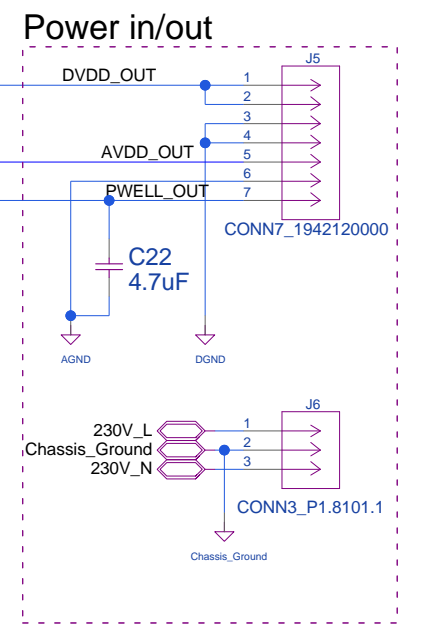 Power in/out
J5
DVDD_OUT
1
2
3
4
AVDD_OUT
5
6
PWELL_OUT
7
CONN7_1942120000
C22
4.7uF
AGND
DGND
J6
230V_L
1
Chassis_Ground
2
230V_N
3
CONN3_P1.8101.1
Chassis_Ground